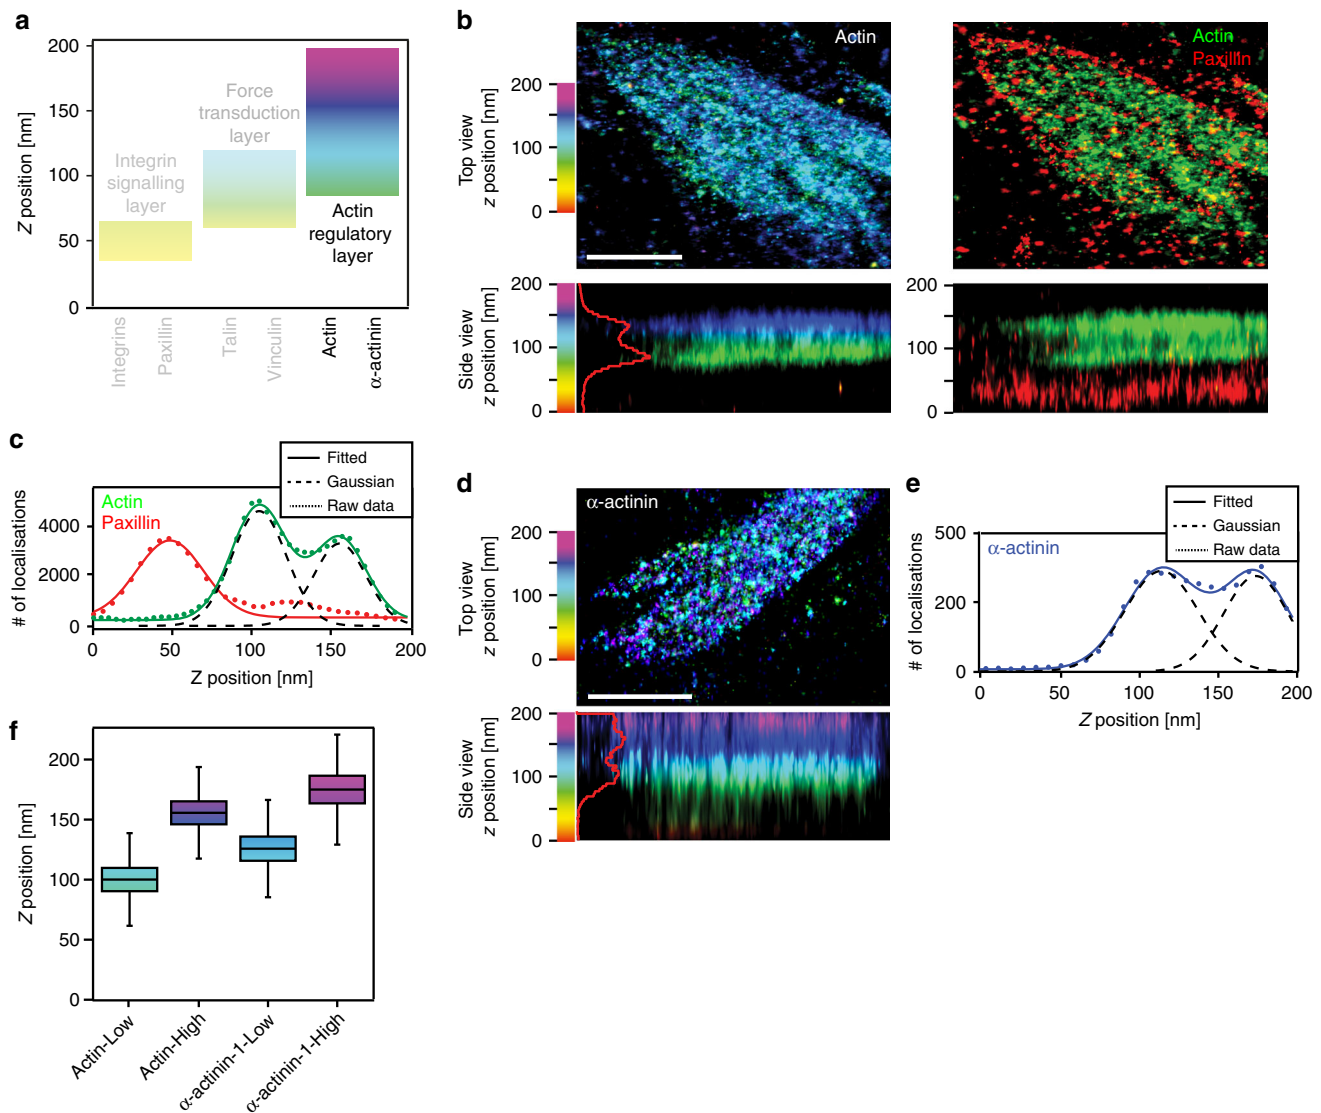 a
200
150
100
50
0
Z position [nm]
Integrin
signalling
layer
Force
transduction
layer
Actin
regulatory
layer
Integrins
Paxillin
Talin
Vinculin
Actin
α-actinin
b
Top view
z position [nm]
200
100
0
Actin
Actin
Paxillin
Side view
z position [nm]
200
100
0
200
100
0
c
# of localisations
4000
2000
0
Actin
Paxillin
Fitted
Gaussian
Raw data
0
50
100
150
200
Z position [nm]
d
Top view
z position [nm]
200
100
0
α-actinin
Side view
z position [nm]
200
100
0
e
# of localisations
500
200
0
α-actinin
Fitted
Gaussian
Raw data
0
50
100
150
200
Z position [nm]
f
Z position [nm]
200
150
100
50
0
Actin-Low
Actin-High
α-actinin-1-Low
α-actinin-1-High